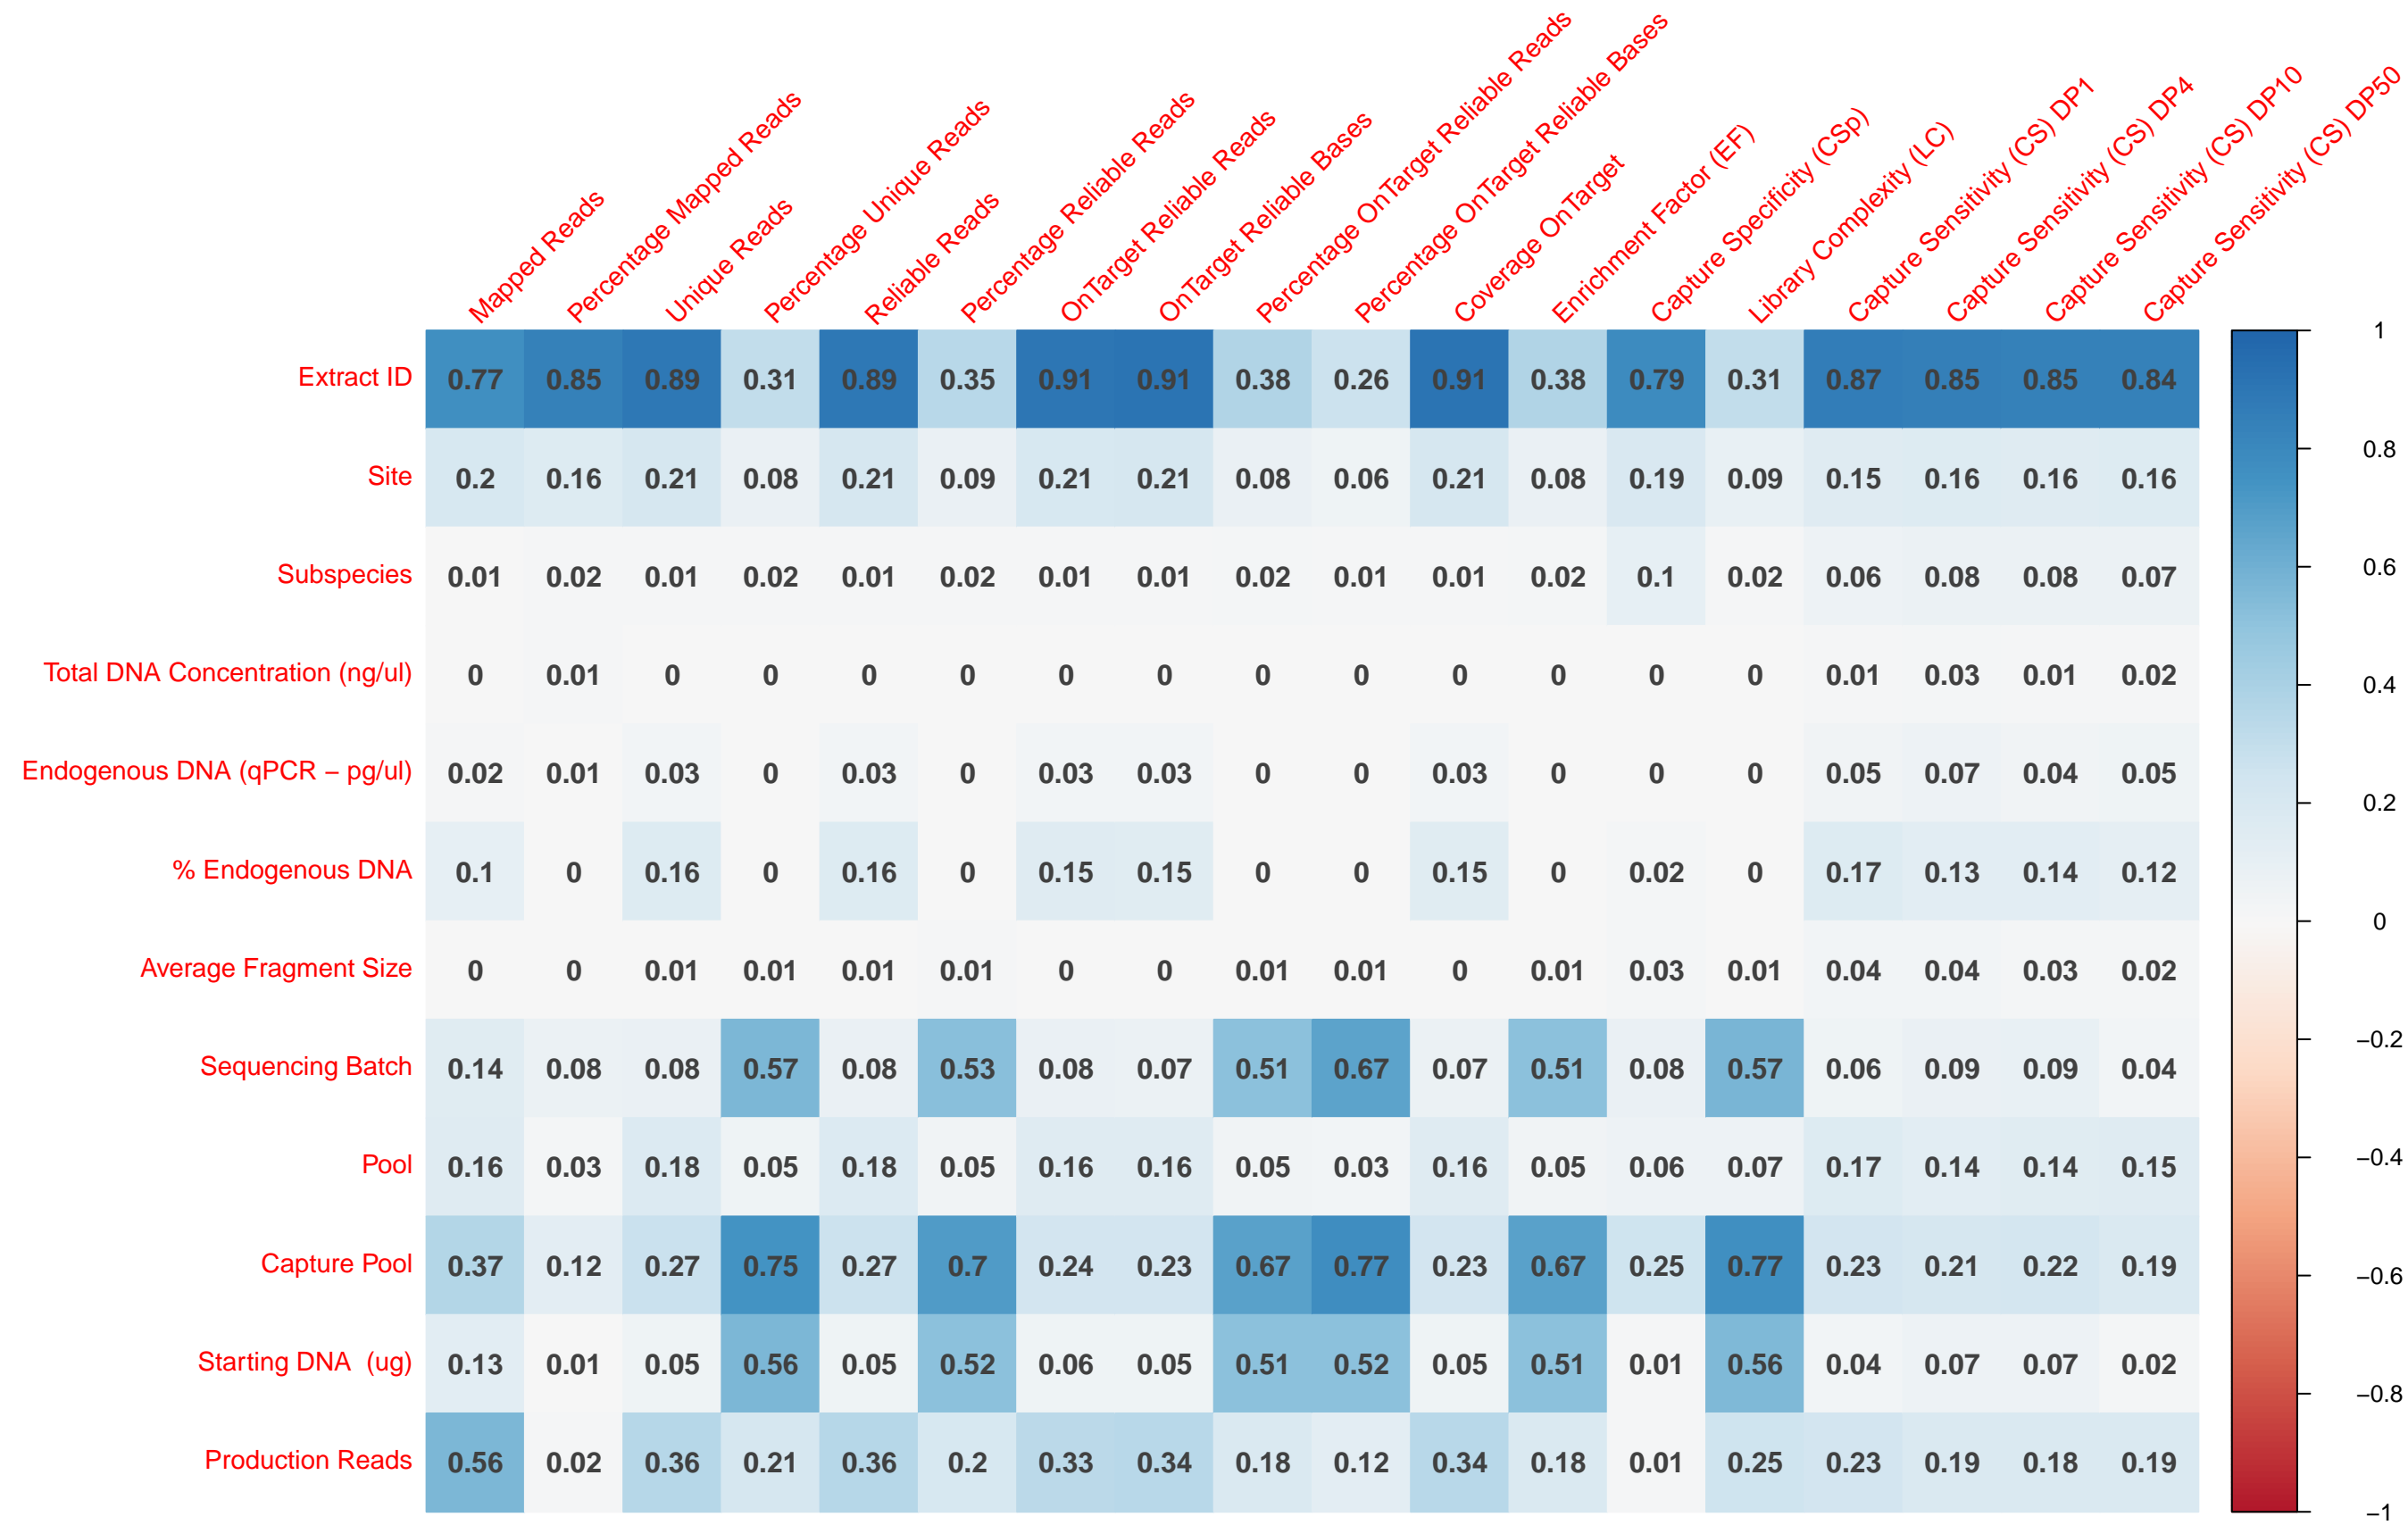 Mapped Reads
Percentage Mapped Reads
Unique Reads
Percentage Unique Reads
Reliable Reads
Percentage Reliable Reads
OnTarget Reliable Reads
OnTarget Reliable Bases
Percentage OnTarget Reliable Reads
Percentage OnTarget Reliable Bases
Coverage OnTarget
Enrichment Factor (EF)
Capture Specificity (CSp)
Library Complexity (LC)
Capture Sensitivity (CS) DP1
Capture Sensitivity (CS) DP4
Capture Sensitivity (CS) DP10
Capture Sensitivity (CS) DP50
Extract ID 0.77 0.85 0.89 0.31 0.89 0.35 0.91 0.91 0.38 0.26 0.91 0.38 0.79 0.31 0.87 0.85 0.85 0.84
Site 0.2 0.16 0.21 0.08 0.21 0.09 0.21 0.21 0.08 0.06 0.21 0.08 0.19 0.09 0.15 0.16 0.16 0.16
Subspecies 0.01 0.02 0.01 0.02 0.01 0.02 0.01 0.01 0.02 0.01 0.01 0.02 0.1 0.02 0.06 0.08 0.08 0.07
Total DNA Concentration (ng/ul) 0 0.01 0 0 0 0 0 0 0 0 0 0 0 0 0.01 0.03 0.01 0.02
Endogenous DNA (qPCR – pg/ul) 0.02 0.01 0.03 0 0.03 0 0.03 0.03 0 0 0.03 0 0 0 0.05 0.07 0.04 0.05
% Endogenous DNA 0.1 0 0.16 0 0.16 0 0.15 0.15 0 0 0.15 0 0.02 0 0.17 0.13 0.14 0.12
Average Fragment Size 0 0 0.01 0.01 0.01 0.01 0 0 0.01 0.01 0 0.01 0.03 0.01 0.04 0.04 0.03 0.02
Sequencing Batch 0.14 0.08 0.08 0.57 0.08 0.53 0.08 0.07 0.51 0.67 0.07 0.51 0.08 0.57 0.06 0.09 0.09 0.04
Pool 0.16 0.03 0.18 0.05 0.18 0.05 0.16 0.16 0.05 0.03 0.16 0.05 0.06 0.07 0.17 0.14 0.14 0.15
Capture Pool 0.37 0.12 0.27 0.75 0.27 0.7 0.24 0.23 0.67 0.77 0.23 0.67 0.25 0.77 0.23 0.21 0.22 0.19
Starting DNA (ug) 0.13 0.01 0.05 0.56 0.05 0.52 0.06 0.05 0.51 0.52 0.05 0.51 0.01 0.56 0.04 0.07 0.07 0.02
Production Reads 0.56 0.02 0.36 0.21 0.36 0.2 0.33 0.34 0.18 0.12 0.34 0.18 0.01 0.25 0.23 0.19 0.18 0.19
1
0.8
0.6
0.4
0.2
0
−0.2
−0.4
−0.6
−0.8
−1